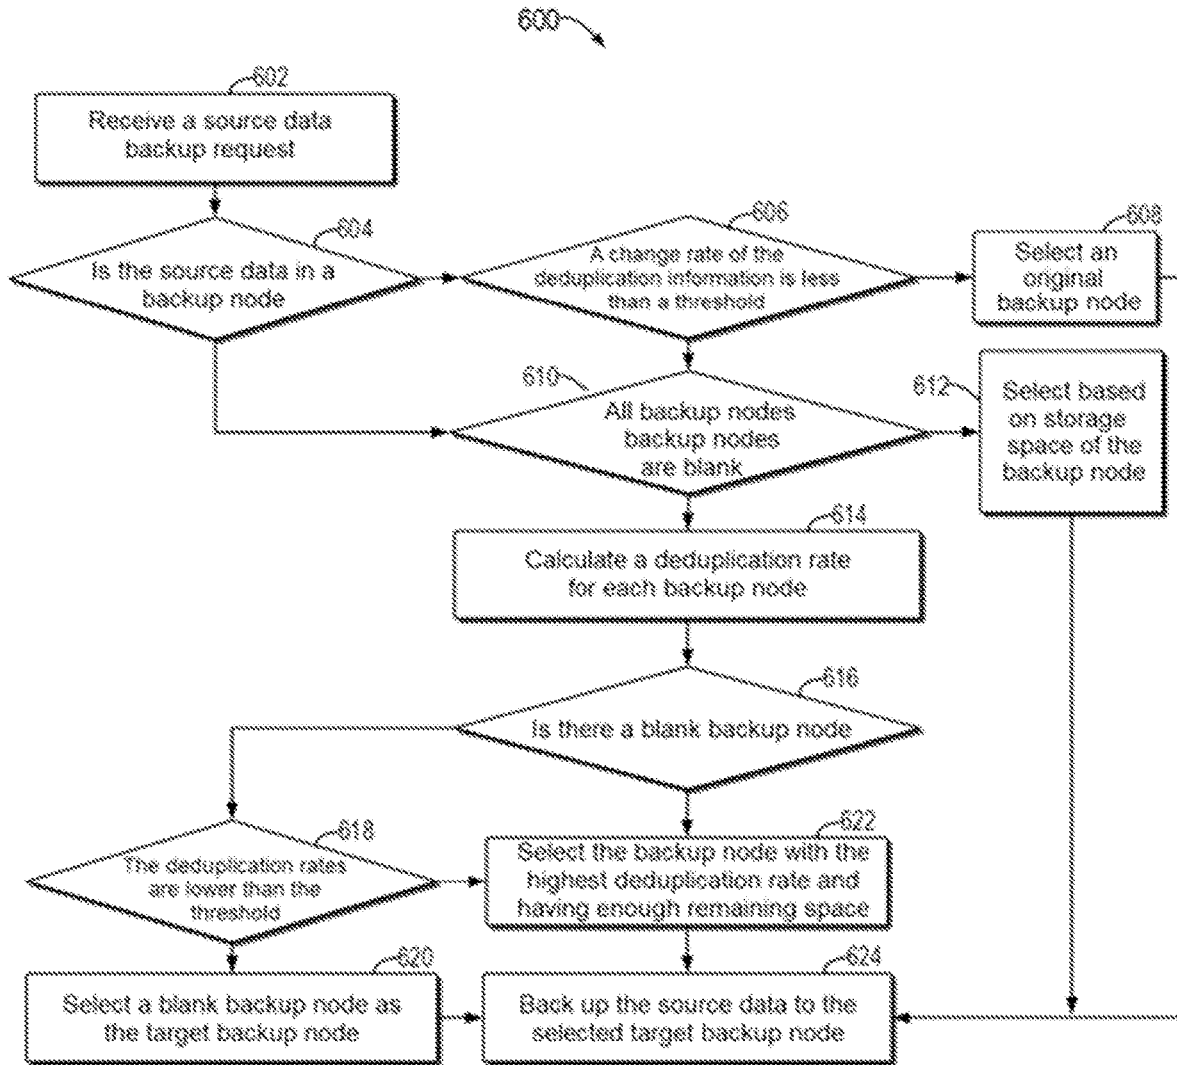 600
602
Receive a source data
backup request
604
Is the source data in a
backup node
606
A change rate of the
deduplication information is less
than a threshold
608
Select an
original
backup node
610
All backup nodes
backup nodes
are blank
612
Select based
on storage
space of the
backup node
614
Calculate a deduplication rate
for each backup node
616
Is there a blank backup node
618
The deduplication rates
are lower than the
threshold
622
Select the backup node with the
highest deduplication rate and
having enough remaining space
620
Select a blank backup node as
the target backup node
624
Back up the source data to the
selected target backup node